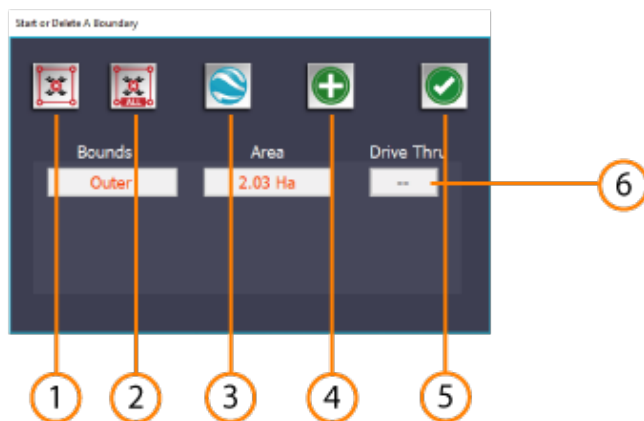 Start or Delete A Boundary
ALL
Bounds Area Drive Thru
Outer 2.03 Ha --
6
1 2 3 4 5